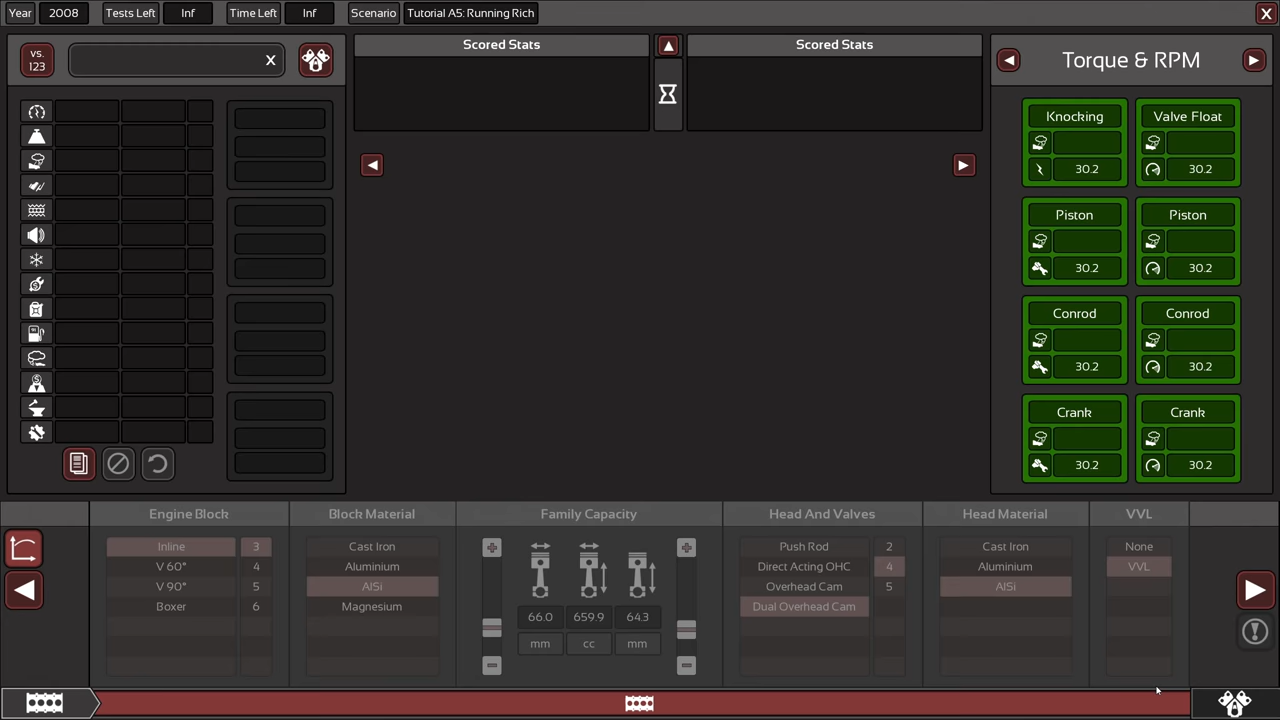 Year 2008 Tests Left Inf Time Left Inf Scenario Tutorial A5: Running Rich X
vs. 123
x
Scored Stats
Scored Stats
Torque & RPM
Knocking
30.2
Valve Float
30.2
Piston
30.2
Piston
30.2
Conrod
30.2
Conrod
30.2
Crank
30.2
Crank
30.2
Engine Block
Inline 3
V 60° 4
V 90° 5
Boxer 6
Block Material
Cast Iron
Aluminium
AlSi
Magnesium
Family Capacity
66.0 659.9 64.3
mm cc mm
Head And Valves
Push Rod 2
Direct Acting OHC 4
Overhead Cam 5
Dual Overhead Cam
Head Material
Cast Iron
Aluminium
AlSi
VVL
None
VVL